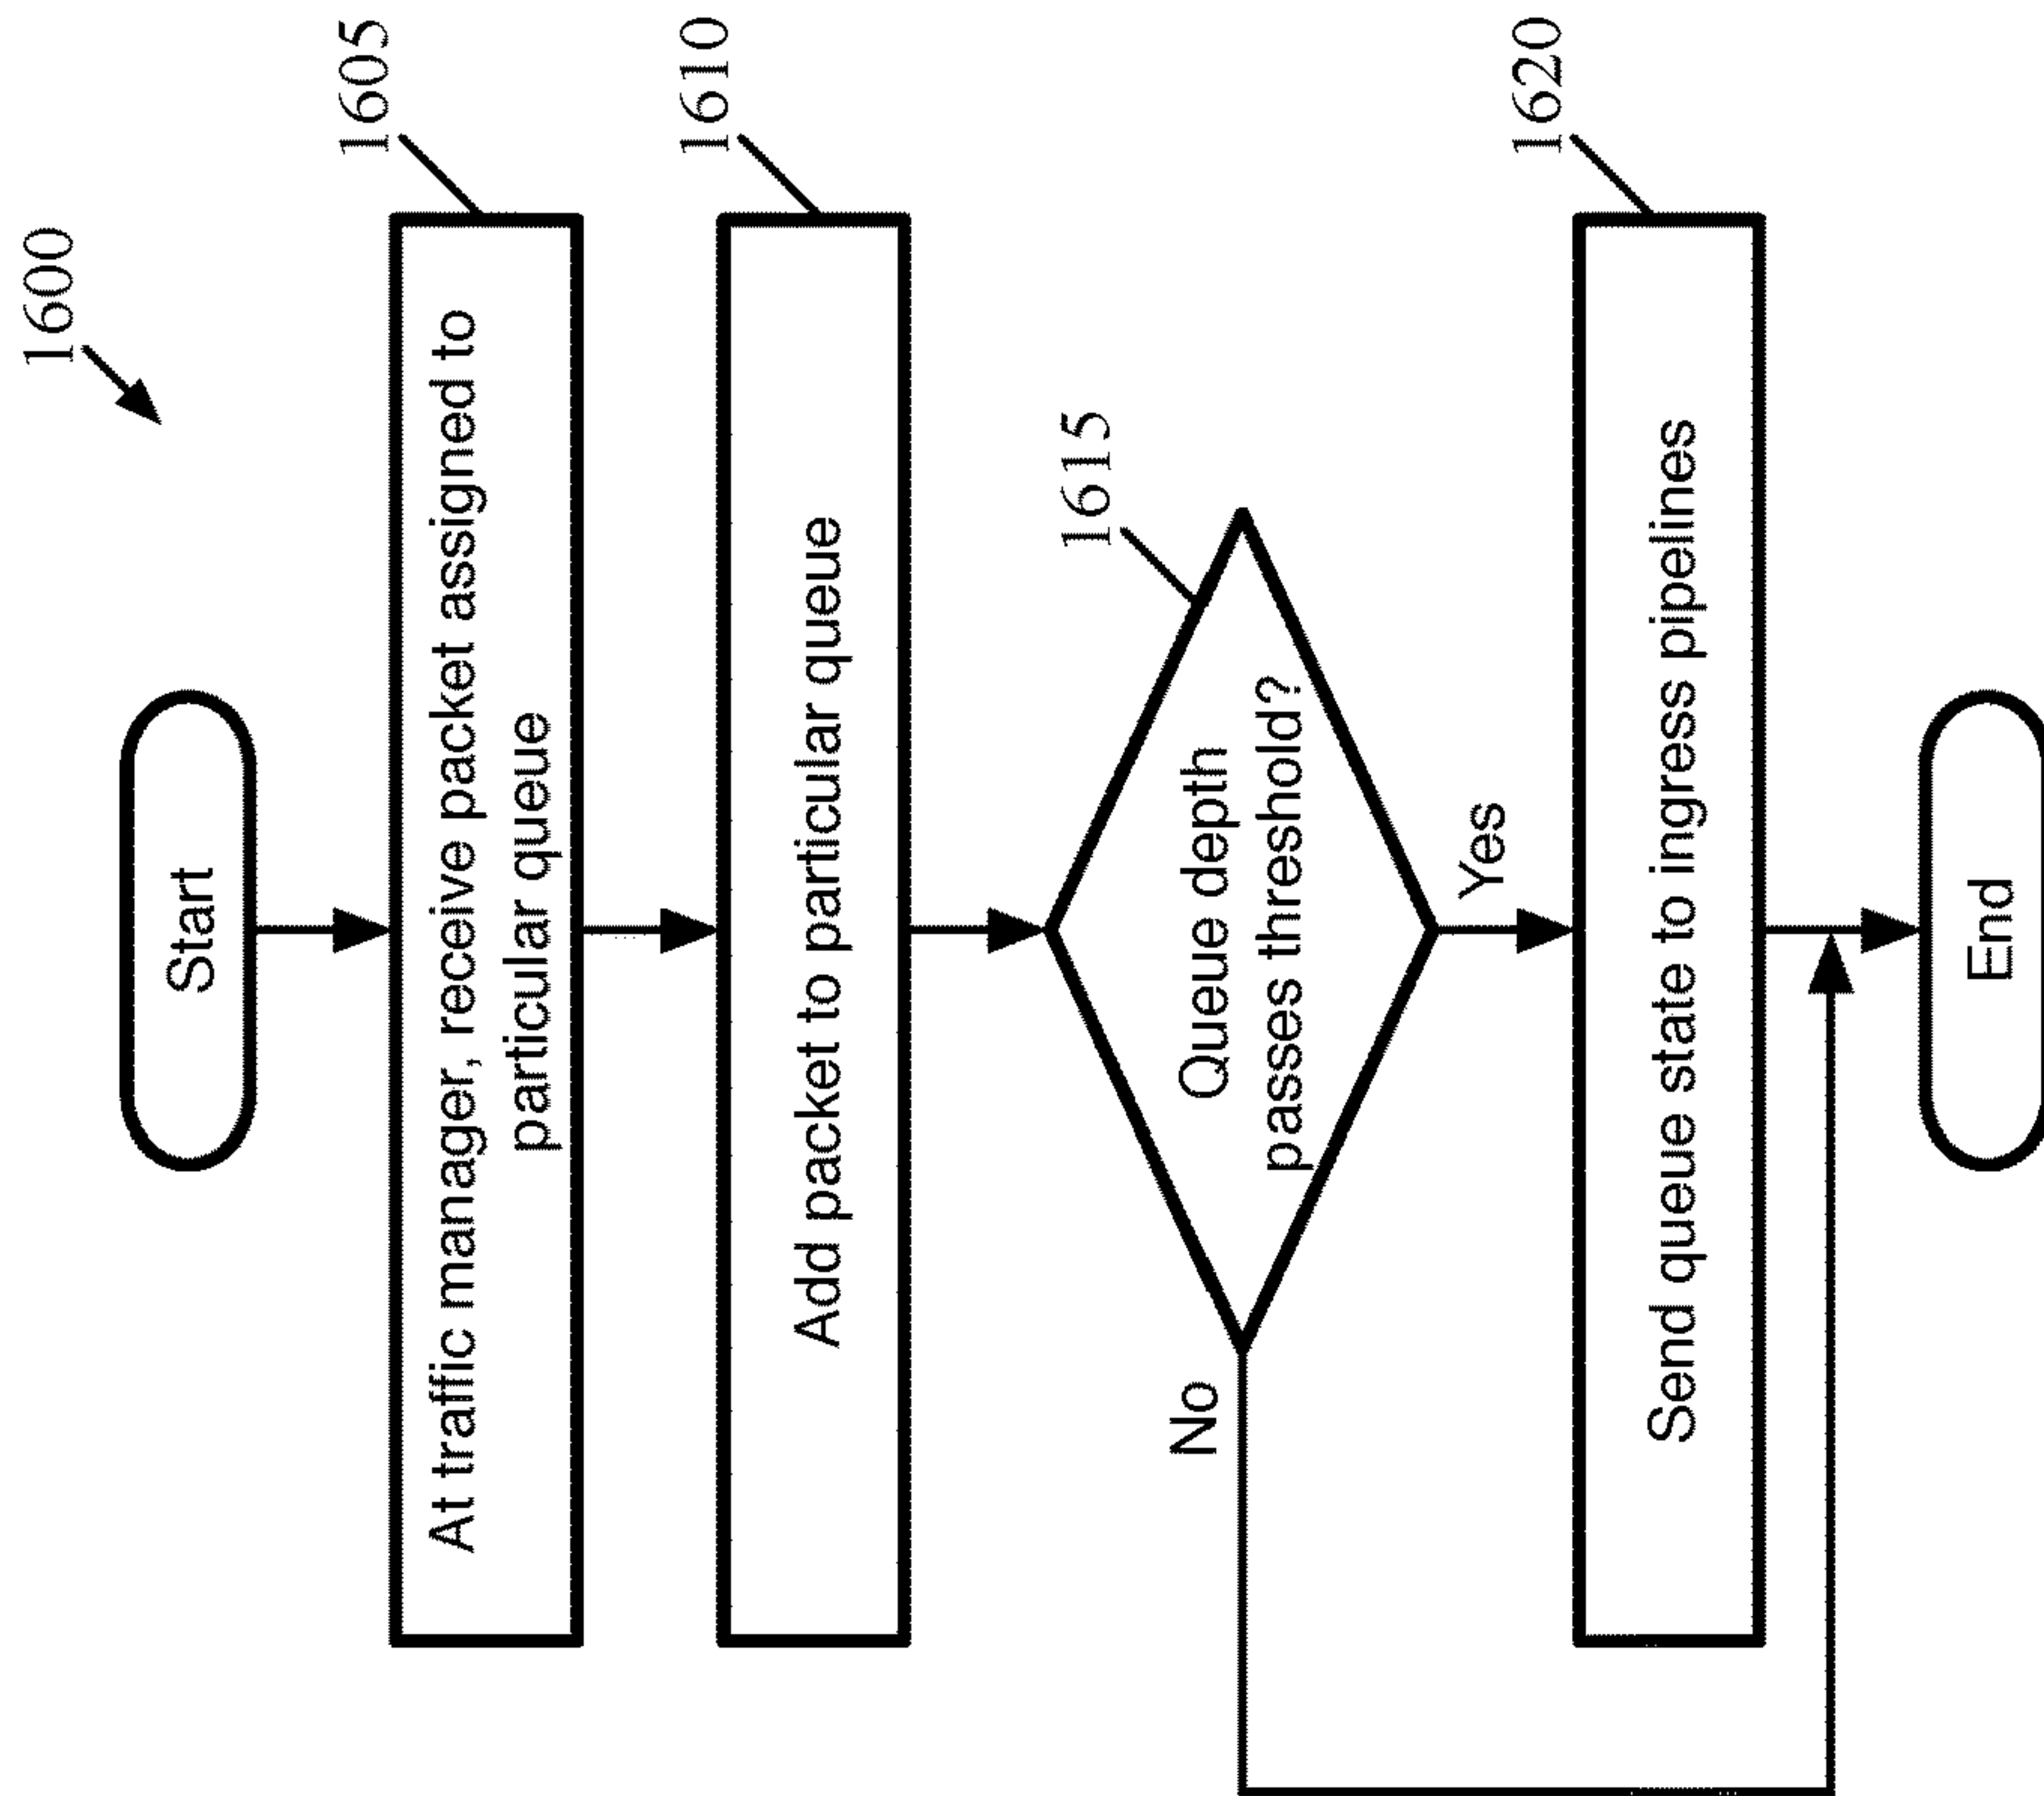 1600
Start
1605
At traffic manager, receive packet assigned to
particular queue
1610
Add packet to particular queue
1615
Queue depth
passes threshold?
No
Yes
1620
Send queue state to ingress pipelines
End